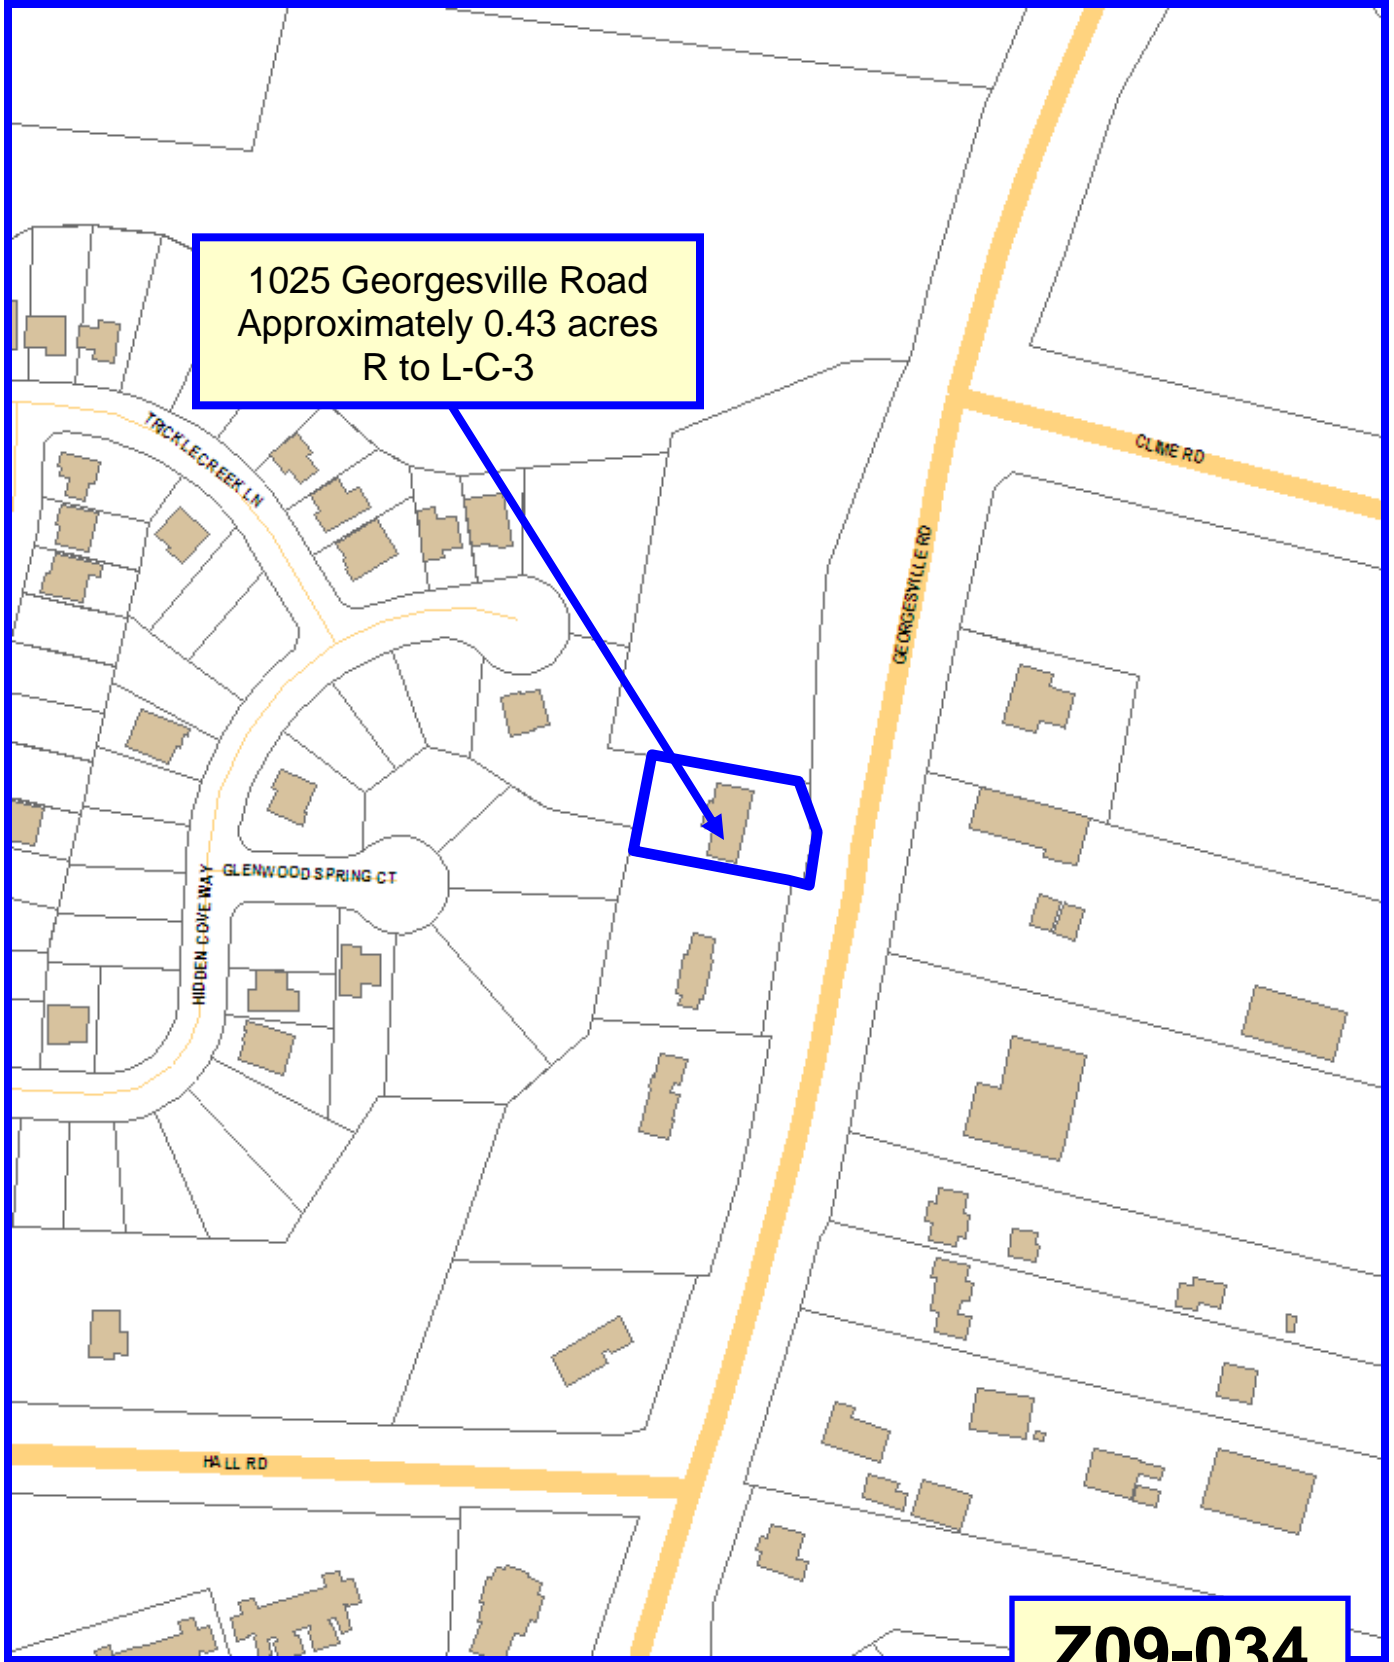 1025 Georgesville Road
Approximately 0.43 acres
R to L-C-3
TRICKLECREEK LN
CLIME RD
GEORGESVILLE RD
GLENWOOD SPRING CT
HIDDEN COVE WAY
HALL RD
Z09-034